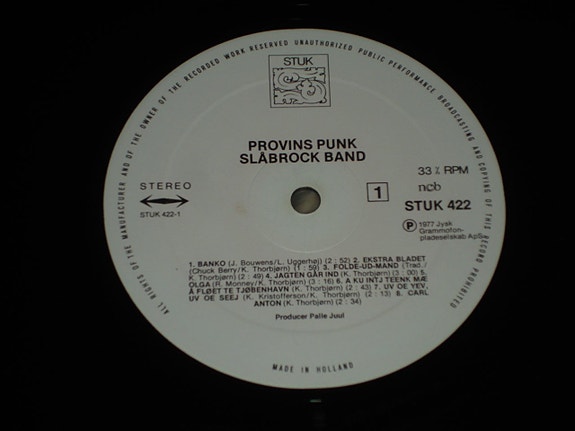 ALL RIGHTS OF THE MANUFACTURER AND OF THE OWNER OF THE RECORDED WORK RESERVED UNAUTHORIZED PUBLIC PERFORMANCE BROADCASTING AND COPYING OF THIS RECORD PROHIBITED
STUK
PROVINS PUNK
SLÅBROCK BAND
STEREO
STUK 422-1
1
33 ⅓ RPM
ncb
STUK 422
Ⓟ 1977 Jysk
Grammofon-
pladeselskab ApS
1. BANKO (J. Bouwens/L. Uggerhøj) (2 : 52) 2. EKSTRA BLADET
(Chuck Berry/K. Thorbjørn) (1 : 59) 3. FOLDE-UD-MAND (Trad./
K. Thorbjørn) (2 : 49) 4. JAGTEN GÅR IND (K. Thorbjørn) (3 : 00) 5.
OLGA (R. Monney/K. Thorbjørn) (3 : 16) 6. A KU INTJ TEENK MÆ
Å FLØET TE TJØBENHAVN (K. Thorbjørn) (2 : 43) 7. UV OE YEV,
UV OE SEEJ (K. Kristofferson/K. Thorbjørn) (2 : 13) 8. CARL
ANTON (K. Thorbjørn) (2 : 34)
Producer Palle Juul
MADE IN HOLLAND